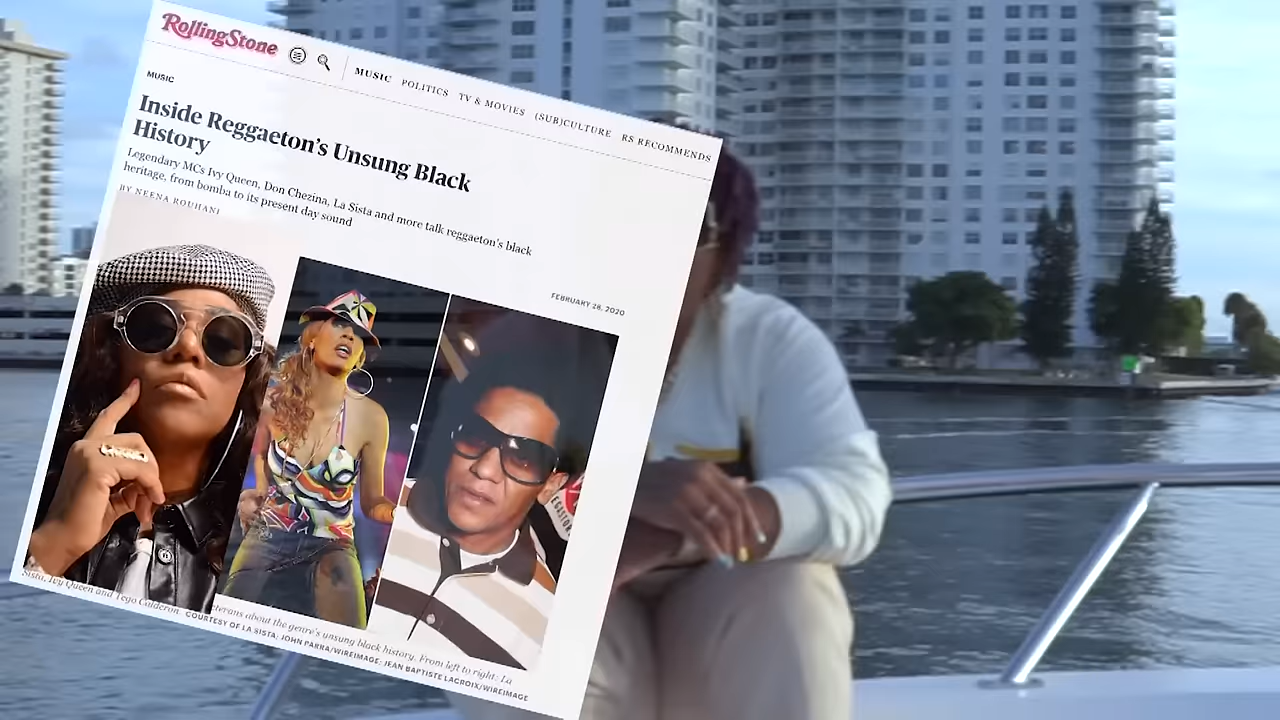 RollingStone
MUSIC POLITICS TV & MOVIES (SUB)CULTURE RS RECOMMENDS
MUSIC
Inside Reggaeton's Unsung Black
History
Legendary MCs Ivy Queen, Don Chezina, La Sista and more talk reggaeton's black
heritage, from bomba to its present day sound
BY NEENA ROUHANI
FEBRUARY 28, 2020
eterans about the genre's unsung black history. From left to right: La
Sista, Ivy Queen and Tego Calderon.
COURTESY OF LA SISTA; JOHN PARRA/WIREIMAGE; JEAN BAPTISTE LACROIX/WIREIMAGE